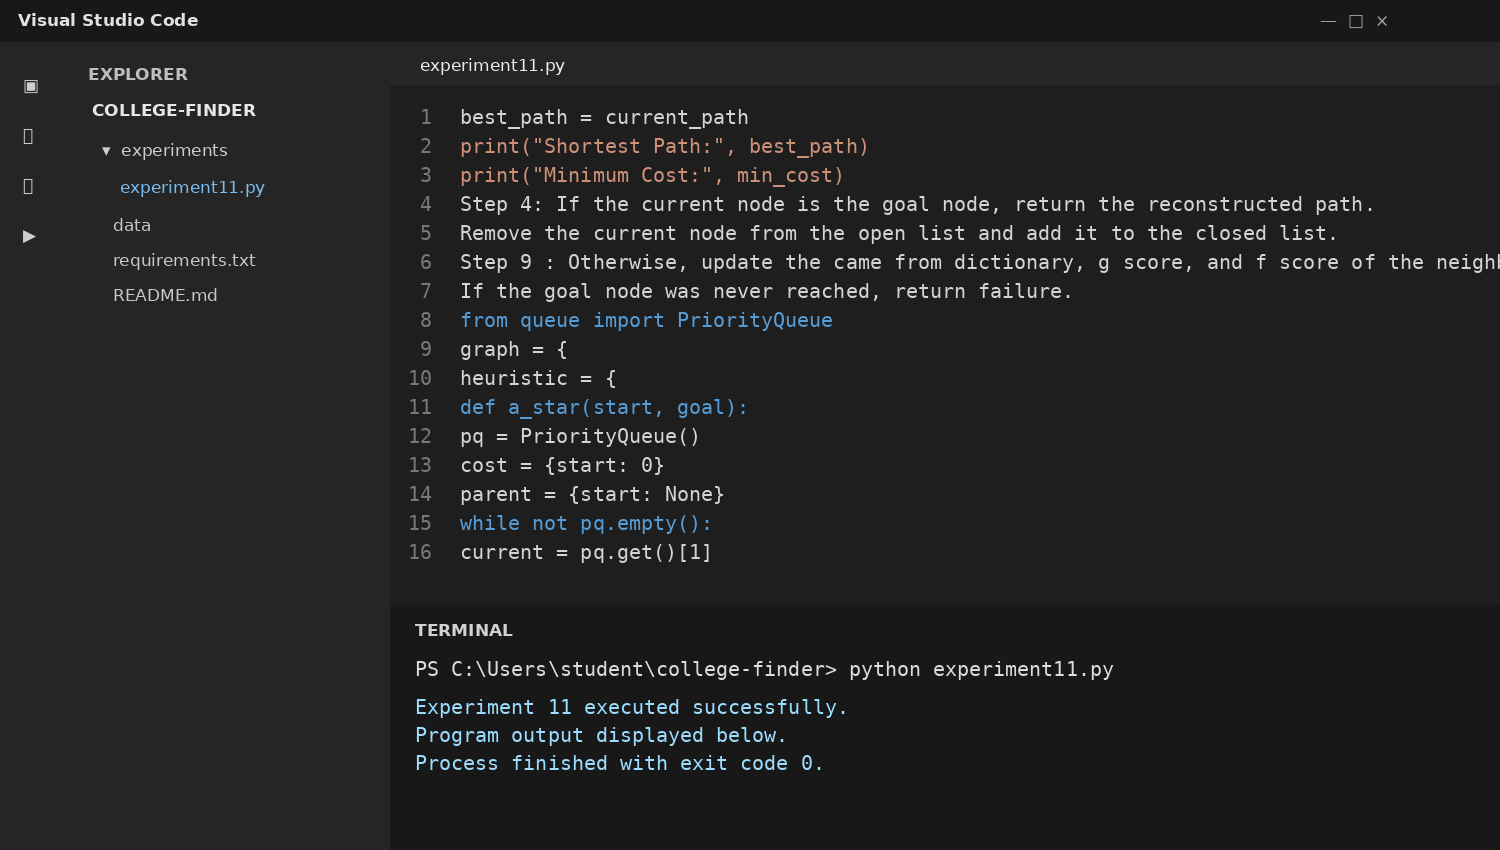 Visual Studio Code
EXPLORER
COLLEGE-FINDER
▾ experiments
experiment11.py
data
requirements.txt
README.md
experiment11.py
1 best_path = current_path
2 print("Shortest Path:", best_path)
3 print("Minimum Cost:", min_cost)
4 Step 4: If the current node is the goal node, return the reconstructed path.
5 Remove the current node from the open list and add it to the closed list.
6 Step 9 : Otherwise, update the came from dictionary, g score, and f score of the
7 If the goal node was never reached, return failure.
8 from queue import PriorityQueue
9 graph = {
10 heuristic = {
11 def a_star(start, goal):
12 pq = PriorityQueue()
13 cost = {start: 0}
14 parent = {start: None}
15 while not pq.empty():
16 current = pq.get()[1]
TERMINAL
PS C:\Users\student\college-finder> python experiment11.py
Experiment 11 executed successfully.
Program output displayed below.
Process finished with exit code 0.